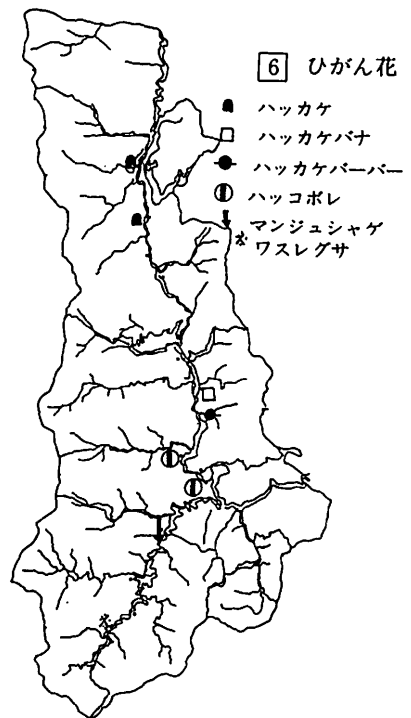 6 ひがん花
ハッカケ
ハッカケバナ
ハッカケバーバー
ハッコボレ
マンジュシャゲ
ワスレグサ